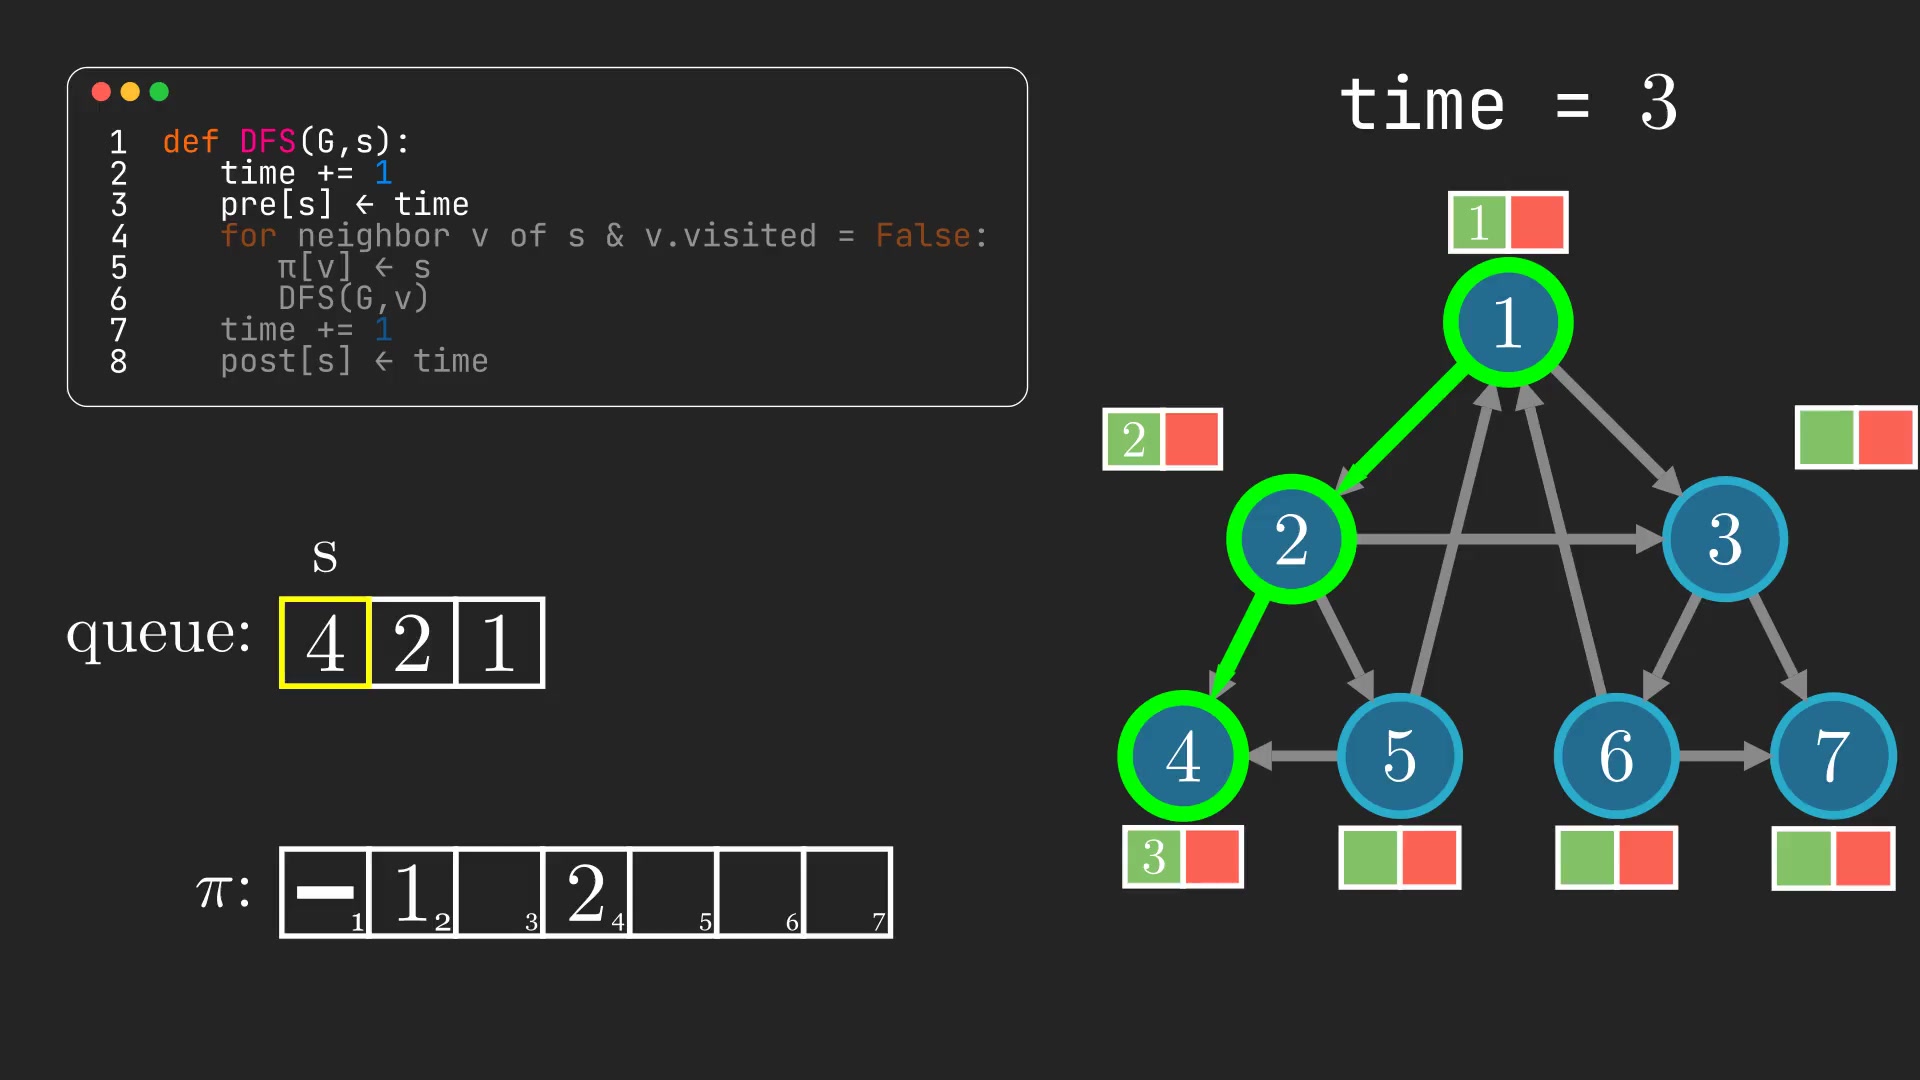 1 def DFS(G,s):
2 time += 1
3 pre[s] ← time
4 for neighbor v of s & v.visited = False:
5 π[v] ← s
6 DFS(G,v)
7 time += 1
8 post[s] ← time
time = 3
1
1
2
2
3
s
queue: 4 2 1
4
5
6
7
3
π: — 1 1 2 3 2 4 5 6 7